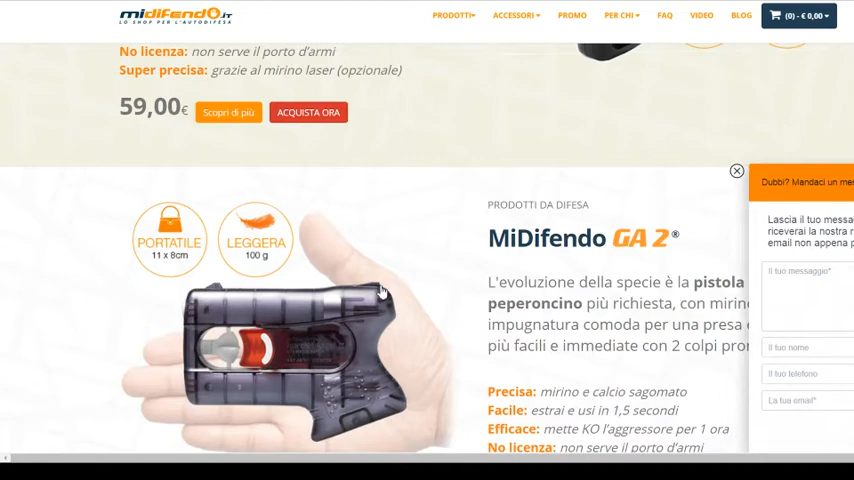 midifendo.IT
LO SHOP PER L'AUTODIFESA
PRODOTTI ACCESSORI PROMO PER CHI FAQ VIDEO BLOG (0) - € 0,00
No licenza: non serve il porto d'armi
Super precisa: grazie al mirino laser (opzionale)
59,00€ Scopri di più ACQUISTA ORA
PORTATILE
11 x 8cm
LEGGERA
100 g
PRODOTTI DA DIFESA
MiDifendo GA 2®
L'evoluzione della specie è la pistola
peperoncino più richiesta, con mirino
impugnatura comoda per una presa e
più facili e immediate con 2 colpi pron
Precisa: mirino e calcio sagomato
Facile: estrai e usi in 1,5 secondi
Efficace: mette KO l'aggressore per 1 ora
No licenza: non serve il porto d'armi
Dubbi? Mandaci un mes
Lascia il tuo messa
riceverai la nostra r
email non appena p
Il tuo messaggio*
Il tuo nome
Il tuo telefono
La tua email*